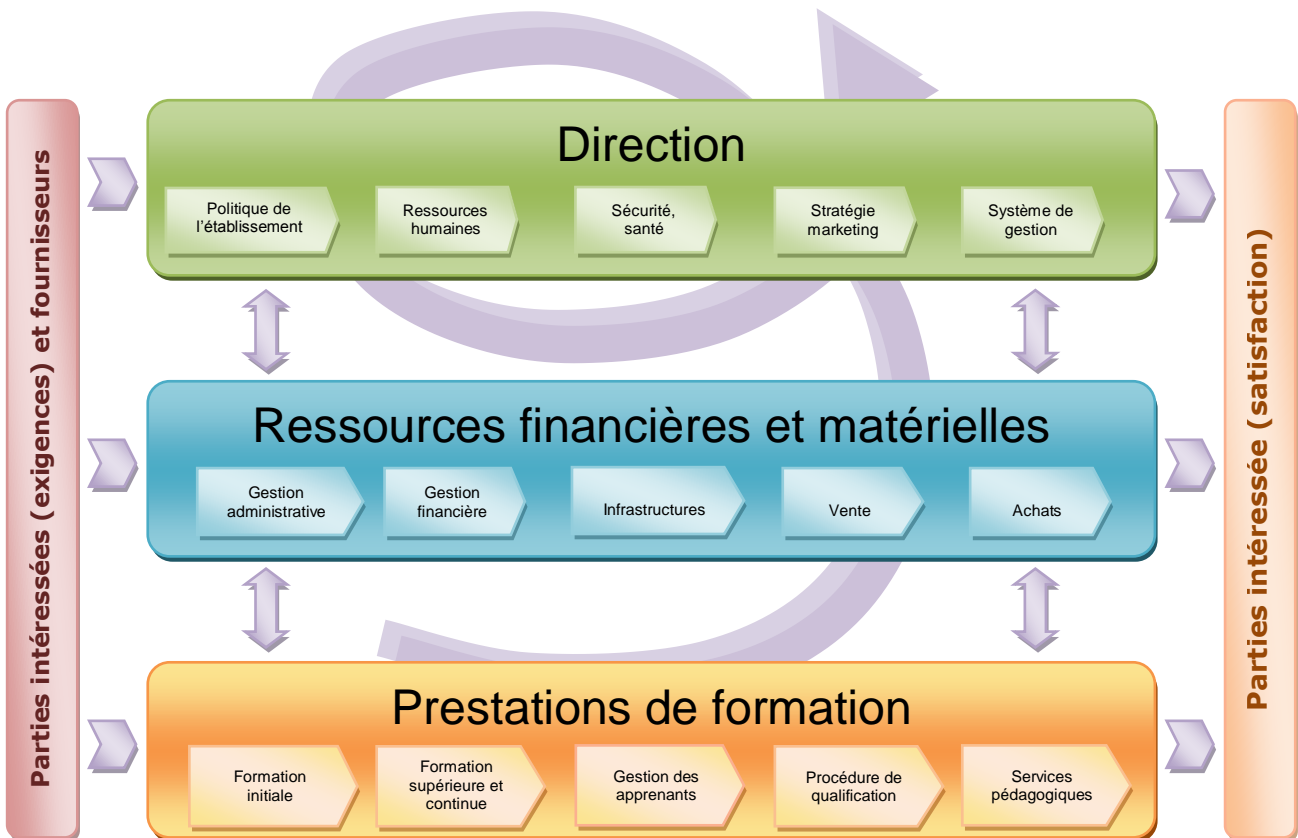 Parties intéressées (exigences) et fournisseurs
Direction
Politique de
l'établissement
Ressources
humaines
Sécurité,
santé
Stratégie
marketing
Système de
gestion
Ressources financières et matérielles
Gestion
administrative
Gestion
financière
Infrastructures
Vente
Achats
Prestations de formation
Formation
initiale
Formation
supérieure et
continue
Gestion des
apprenants
Procédure de
qualification
Services
pédagogiques
Parties intéressée (satisfaction)